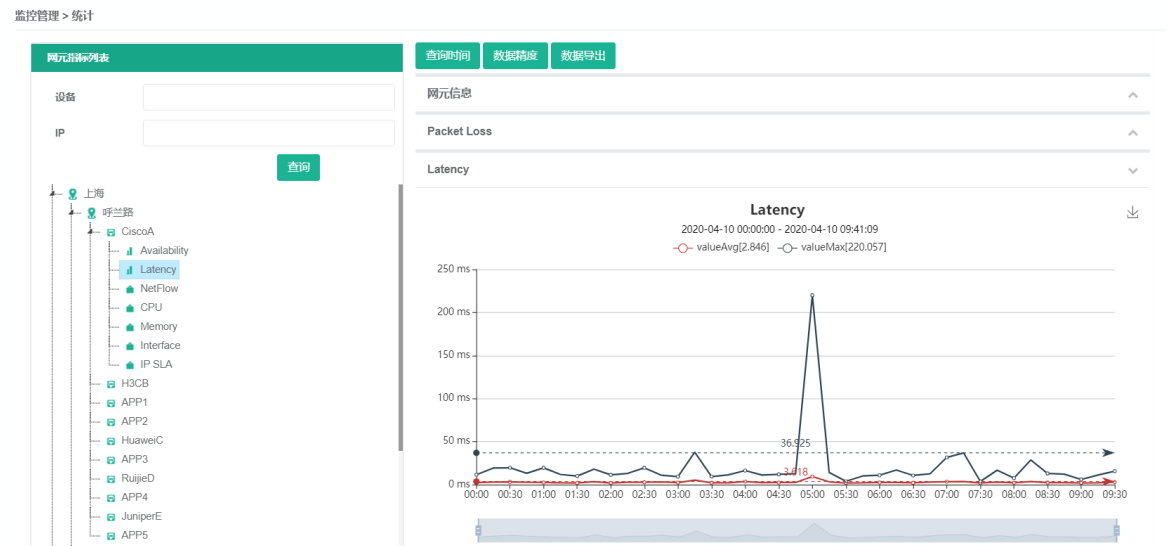 监控管理 > 统计
网元指标列表
设备
IP
查询
上海
呼兰路
CiscoA
Availability
Latency
NetFlow
CPU
Memory
Interface
IP SLA
H3CB
APP1
APP2
HuaweiC
APP3
RuijieD
APP4
JuniperE
APP5
查询时间 数据精度 数据导出
网元信息
Packet Loss
Latency
Latency
2020-04-10 00:00:00 - 2020-04-10 09:41:09
valueAvg[2.846] valueMax[220.057]
250 ms
200 ms
150 ms
100 ms
50 ms
36.925
3.618
0 ms
00:00 00:30 01:00 01:30 02:00 02:30 03:00 03:30 04:00 04:30 05:00 05:30 06:00 06:30 07:00 07:30 08:00 08:30 09:00 09:30